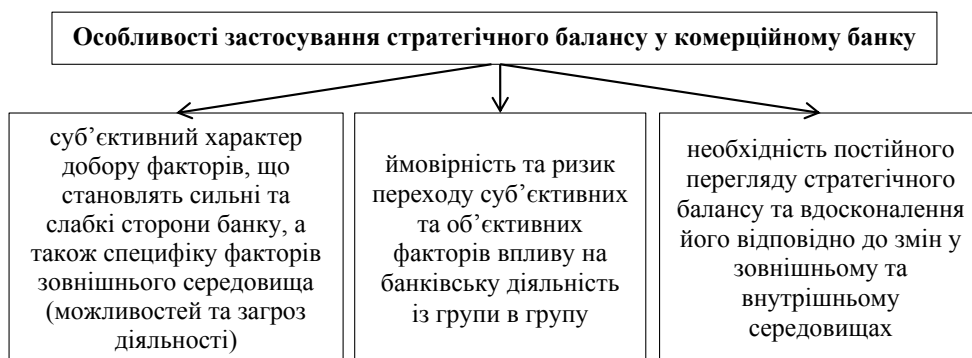 Особливості застосування стратегічного балансу у комерційному банку
суб’єктивний характер
добору факторів, що
становлять сильні та
слабкі сторони банку, а
також специфіку факторів
зовнішнього середовища
(можливостей та загроз
діяльності)
ймовірність та ризик
переходу суб’єктивних
та об’єктивних
факторів впливу на
банківську діяльність
із групи в групу
необхідність постійного
перегляду стратегічного
балансу та вдосконалення
його відповідно до змін у
зовнішньому та
внутрішньому
середовищах